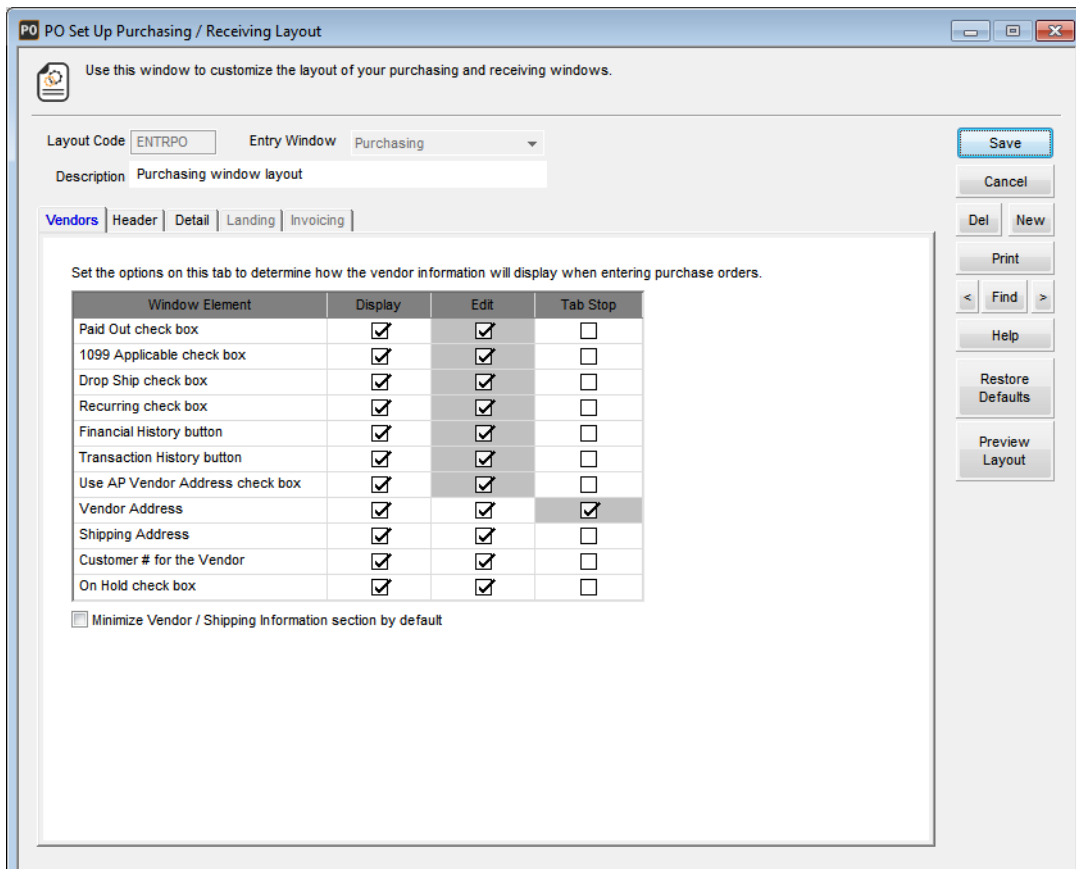 PO PO Set Up Purchasing / Receiving Layout
Use this window to customize the layout of your purchasing and receiving windows.
Layout Code ENTRPO Entry Window Purchasing
Description Purchasing window layout
Save
Cancel
Del New
Print
< Find >
Help
Restore
Defaults
Preview
Layout
Vendors Header Detail Landing Invoicing
Set the options on this tab to determine how the vendor information will display when entering purchase orders.
Window Element Display Edit Tab Stop
Paid Out check box
1099 Applicable check box
Drop Ship check box
Recurring check box
Financial History button
Transaction History button
Use AP Vendor Address check box
Vendor Address
Shipping Address
Customer # for the Vendor
On Hold check box
Minimize Vendor / Shipping Information section by default